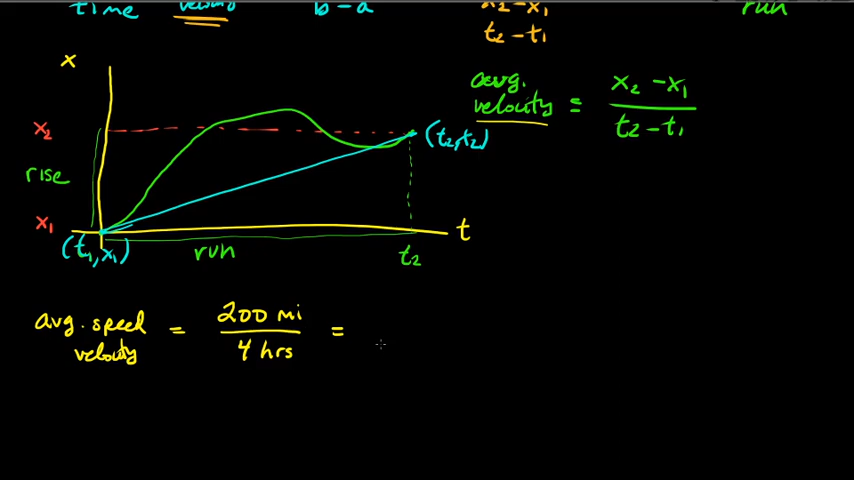 time b-a x₂-x₁ run
t₂-t₁
x
avg.
velocity = x₂-x₁
t₂-t₁
x₂
(t₂,x₂)
rise
x₁
t
(t₁,x₁)
run
t₂
avg. speed = 200 mi =
velocity 4 hrs